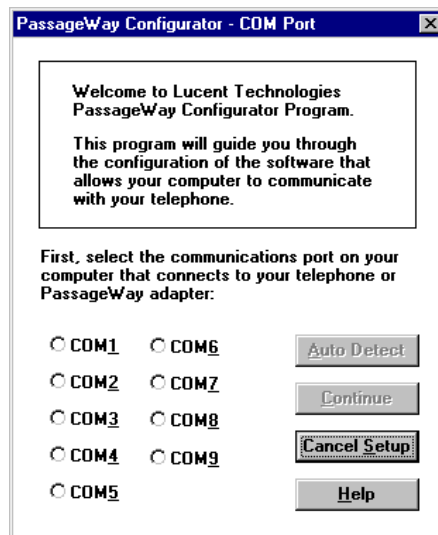 PassageWay Configurator - COM Port
Welcome to Lucent Technologies
PassageWay Configurator Program.
This program will guide you through
the configuration of the software that
allows your computer to communicate
with your telephone.
First, select the communications port on your
computer that connects to your telephone or
PassageWay adapter:
COM1
COM2
COM3
COM4
COM5
COM6
COM7
COM8
COM9
Auto Detect
Continue
Cancel Setup
Help